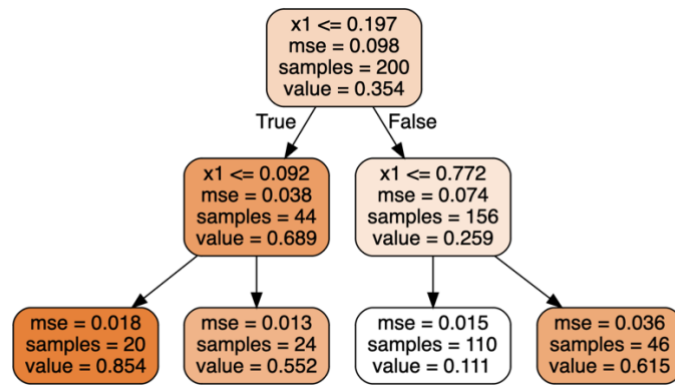 x1 <= 0.197
mse = 0.098
samples = 200
value = 0.354
True
False
x1 <= 0.092
mse = 0.038
samples = 44
value = 0.689
x1 <= 0.772
mse = 0.074
samples = 156
value = 0.259
mse = 0.018
samples = 20
value = 0.854
mse = 0.013
samples = 24
value = 0.552
mse = 0.015
samples = 110
value = 0.111
mse = 0.036
samples = 46
value = 0.615